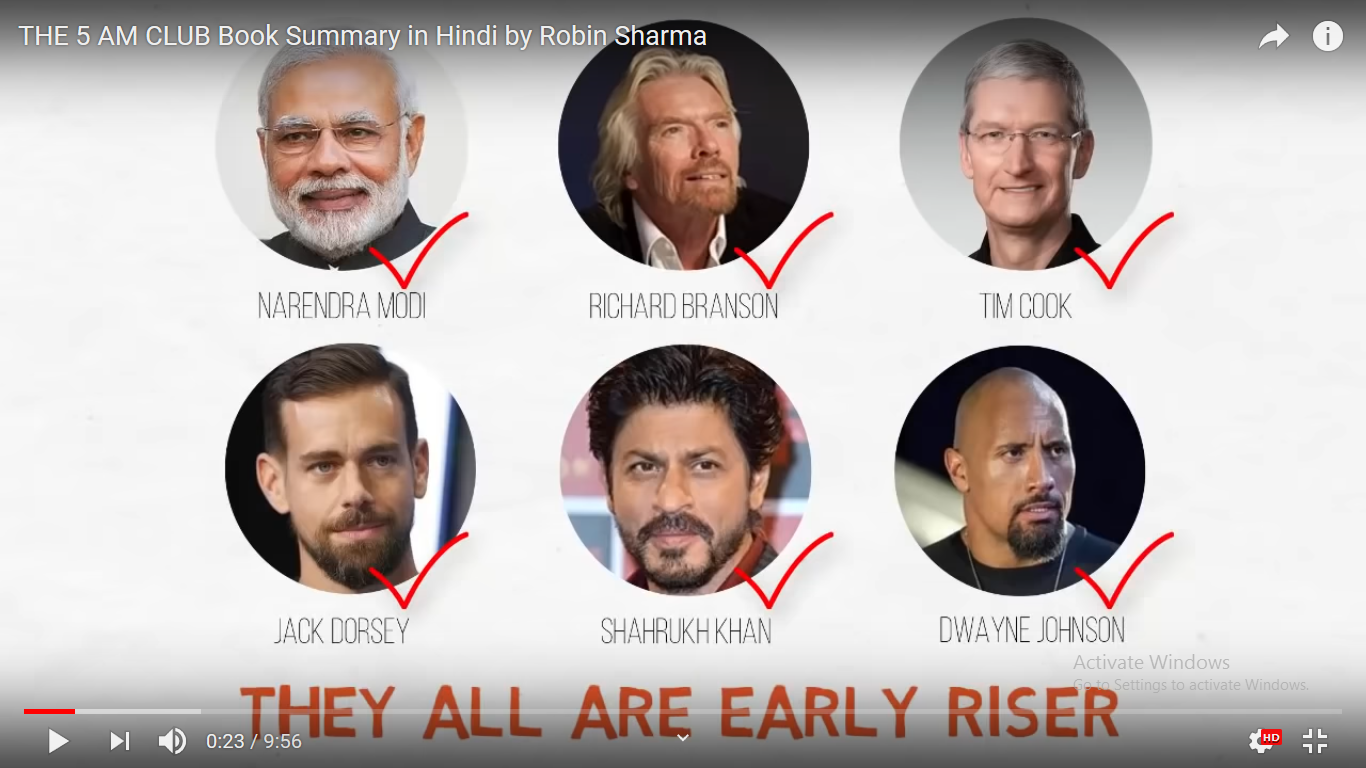 THE 5 AM CLUB Book Summary in Hindi by Robin Sharma
NARENDRA MODI
RICHARD BRANSON
TIM COOK
JACK DORSEY
SHAHRUKH KHAN
DWAYNE JOHNSON
Activate Windows
Go to Settings to activate Windows.
THEY ALL ARE EARLY RISER
0:23 / 9:56
HD